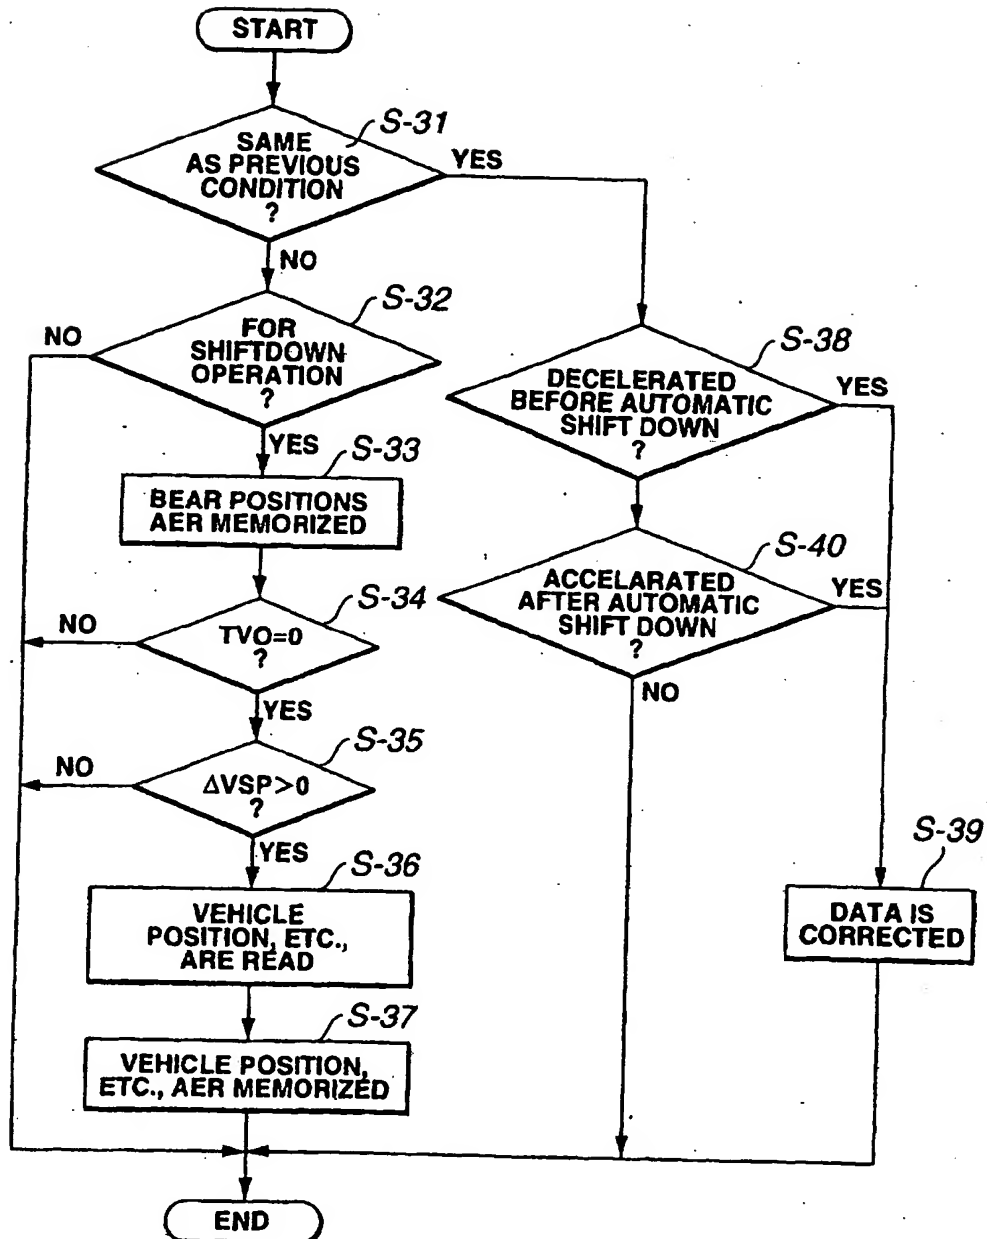 START
S-31
SAME
AS PREVIOUS
CONDITION
?
YES
NO
S-32
FOR
SHIFTDOWN
OPERATION
?
NO
YES
S-33
BEAR POSITIONS
AER MEMORIZED
S-34
TVO=0
?
NO
YES
S-35
ΔVSP>0
?
NO
YES
S-36
VEHICLE
POSITION, ETC.,
ARE READ
S-37
VEHICLE POSITION,
ETC., AER MEMORIZED
S-38
DECELERATED
BEFORE AUTOMATIC
SHIFT DOWN
?
YES
S-40
ACCELARATED
AFTER AUTOMATIC
SHIFT DOWN
?
YES
NO
S-39
DATA IS
CORRECTED
END